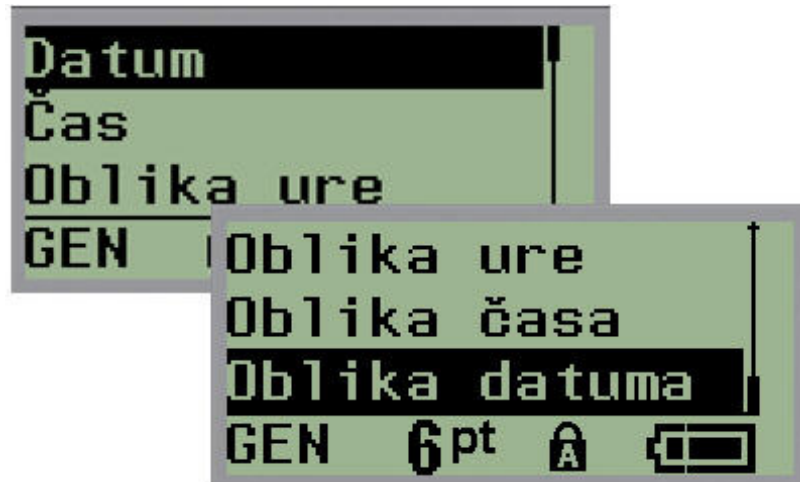 Datum
Čas
Oblika ure
GEN
Oblika ure
Oblika časa
Oblika datuma
GEN 6pt A